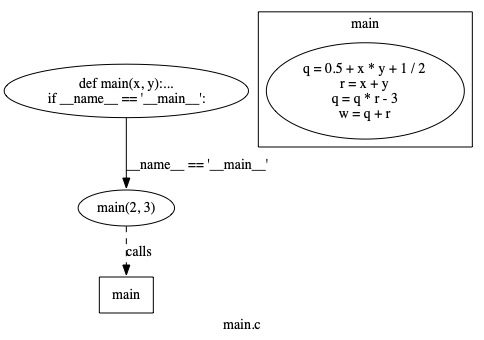 main
def main(x, y):...
if __name__ == '__main__':
q = 0.5 + x * y + 1 / 2
r = x + y
q = q * r - 3
w = q + r
__name__ == '__main__'
main(2, 3)
calls
main
main.c